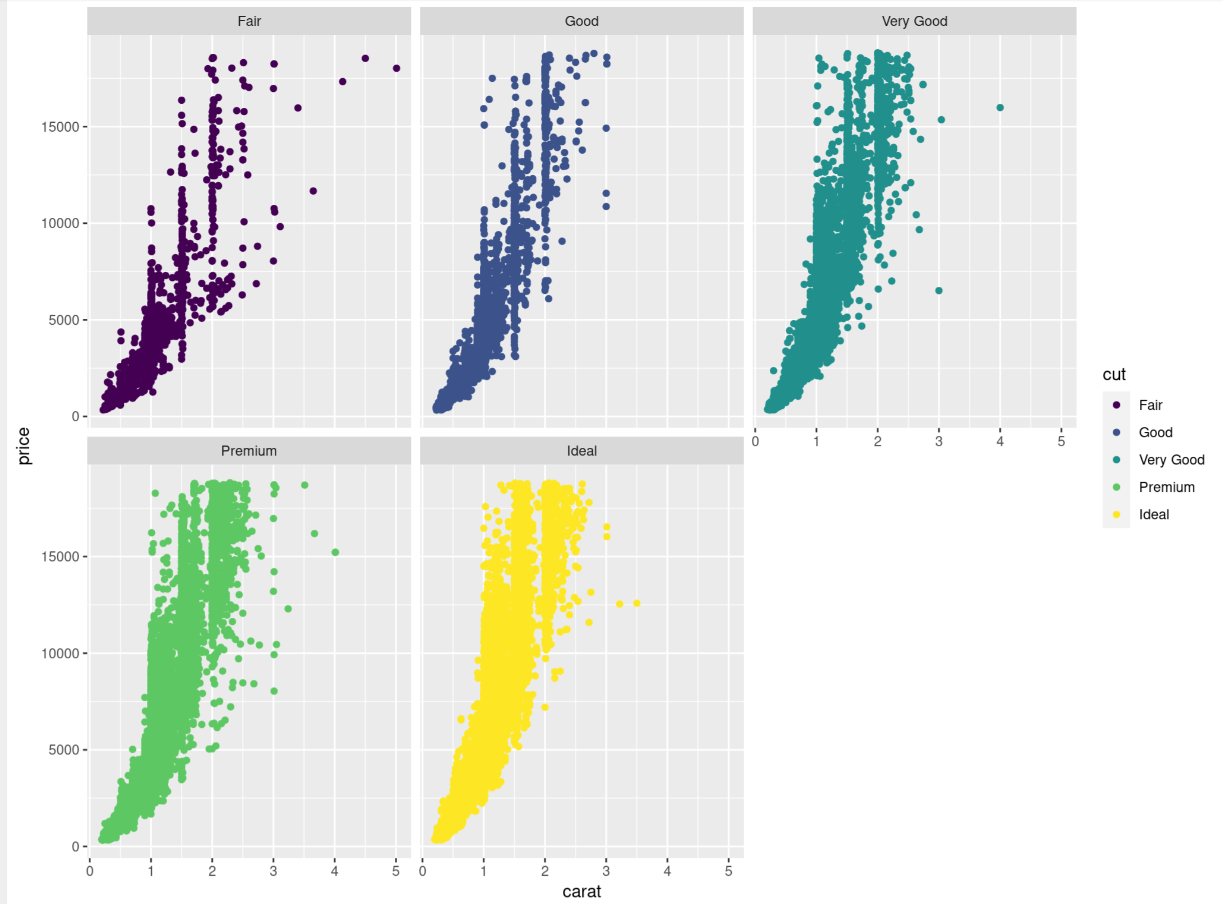 Fair
Good
Very Good
15000
10000
5000
0
0 1 2 3 4 5
Premium
Ideal
15000
10000
5000
0
0 1 2 3 4 5
0 1 2 3 4 5
carat
price
cut
Fair
Good
Very Good
Premium
Ideal